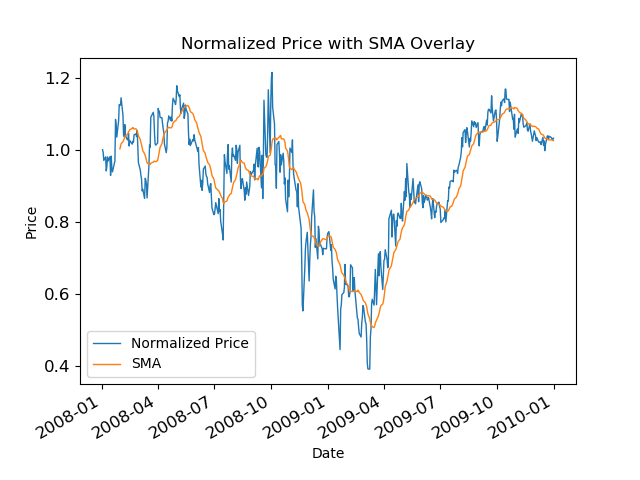 Normalized Price with SMA Overlay
1.2
1.0
0.8
0.6
0.4
Price
Normalized Price
SMA
2008-01
2008-04
2008-07
2008-10
2009-01
2009-04
2009-07
2009-10
2010-01
Date